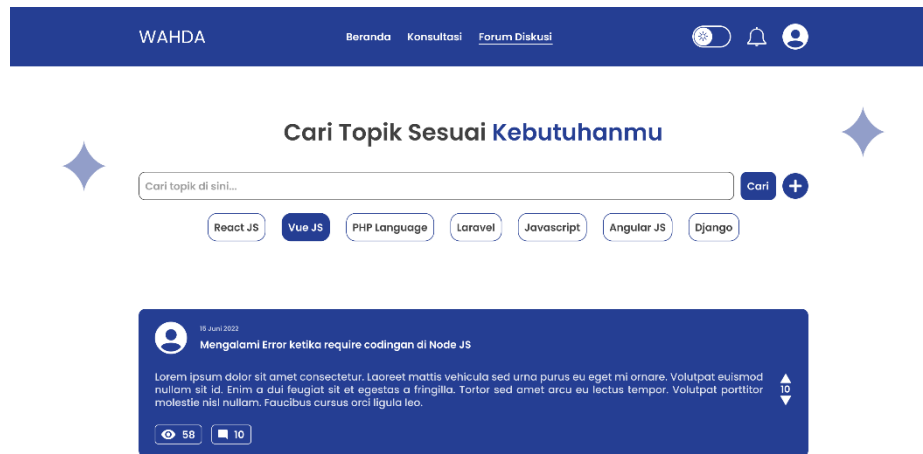 WAHDA
Beranda Konsultasi Forum Diskusi
Cari Topik Sesuai Kebutuhanmu
Cari topik di sini...
Cari
React JS
Vue JS
PHP Language
Laravel
Javascript
Angular JS
Django
15 Juni 2022
Mengalami Error ketika require codingan di Node JS
Lorem ipsum dolor sit amet consectetur. Laoreet mattis vehicula sed urna purus eu eget mi ornare. Volutpat euismod
nullam sit id. Enim a dui feugiat sit et egestas a fringilla. Tortor sed amet arcu eu lectus tempor. Volutpat porttitor
molestie nisl nullam. Faucibus cursus orci ligula leo.
10
58
10